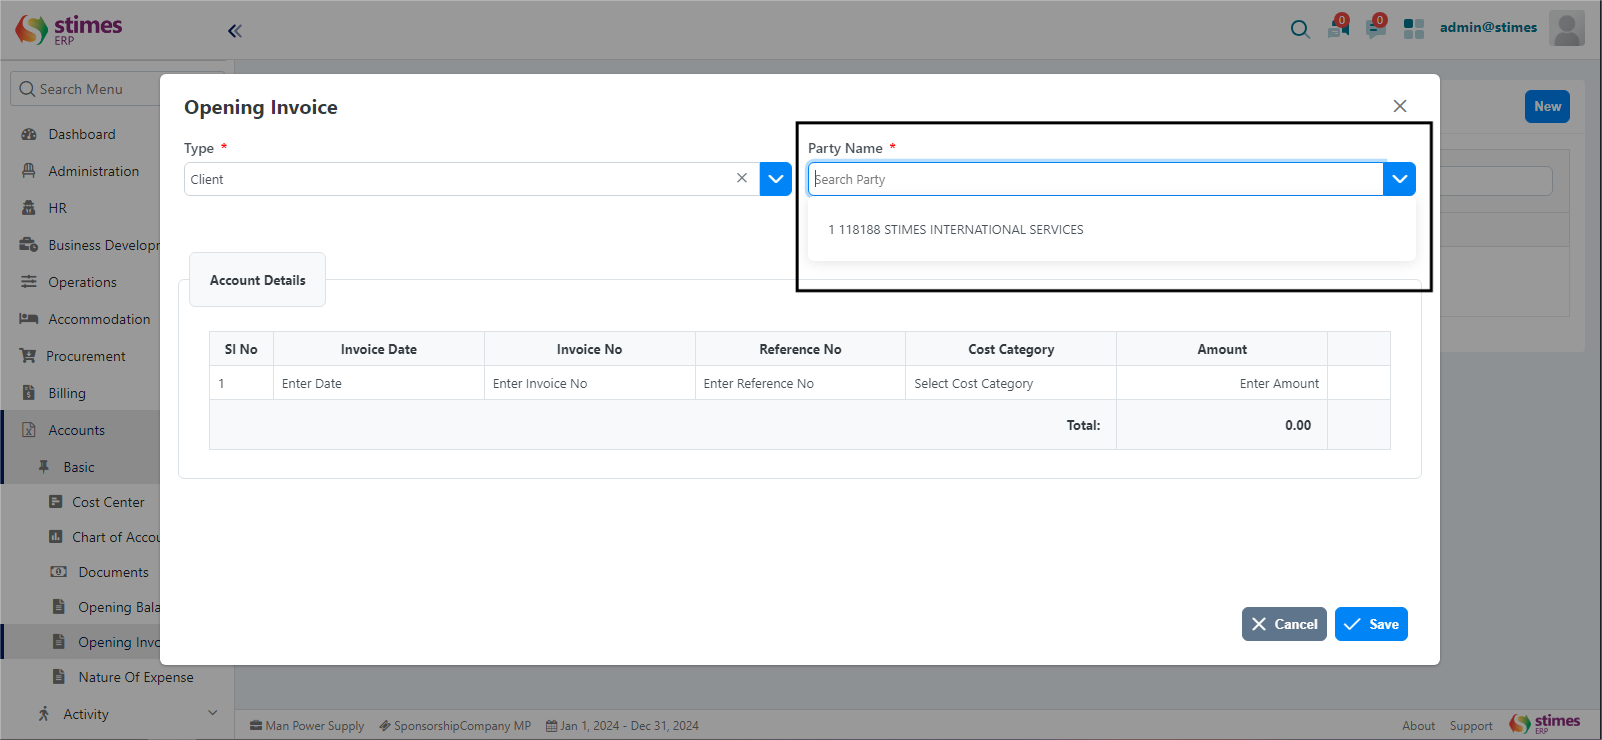 stimes
ERP
0
0
admin@stimes
Search Menu
Dashboard
Administration
HR
Business Develop
Operations
Accommodation
Procurement
Billing
Accounts
Basic
Cost Center
Chart of Accou
Documents
Opening Bala
Opening Invo
Nature Of Expense
Activity
New
Opening Invoice
Type *
Party Name *
Client
Search Party
1 118188 STIMES INTERNATIONAL SERVICES
Account Details
Sl No Invoice Date Invoice No Reference No Cost Category Amount
1 Enter Date Enter Invoice No Enter Reference No Select Cost Category Enter Amount
Total: 0.00
Cancel
Save
Man Power Supply SponsorshipCompany MP Jan 1, 2024 - Dec 31, 2024
About Support stimes
ERP